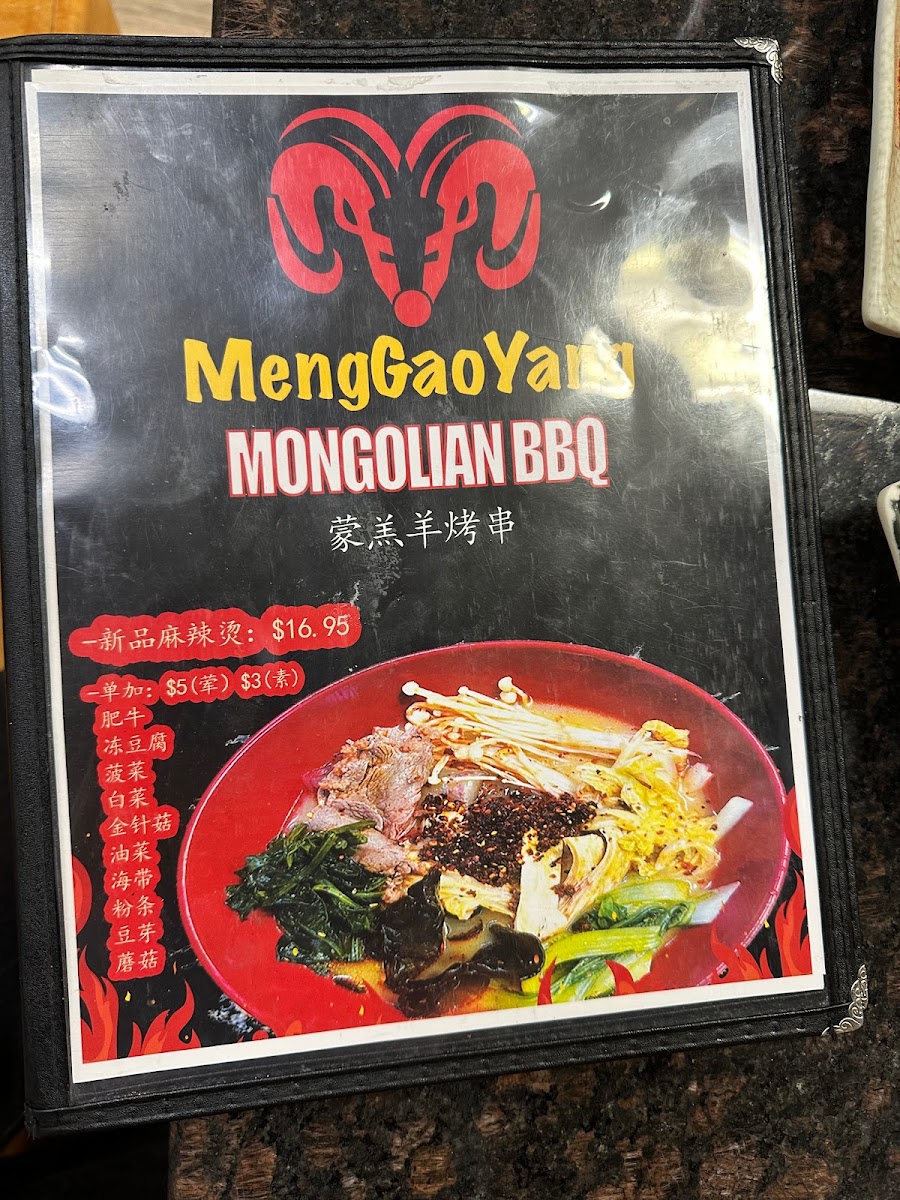 MengGaoYang
MONGOLIAN BBQ
蒙羔羊烤串
-新品麻辣烫: $16.95
-单加: $5(荤) $3(素)
肥牛
冻豆腐
菠菜
白菜
金针菇
油菜
海带
粉条
豆芽
蘑菇